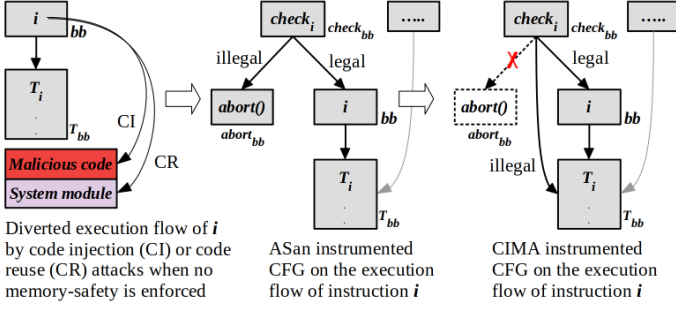 i
bb
T_i
.
.
T_bb
CI
CR
Malicious code
System module
Diverted execution flow of i
by code injection (CI) or code
reuse (CR) attacks when no
memory-safety is enforced
check_i
check_bb
.....
illegal
legal
abort()
abort_bb
i
bb
T_i
.
.
T_bb
ASan instrumented
CFG on the execution
flow of instruction i
check_i
check_bb
.....
X
legal
abort()
abort_bb
i
bb
illegal
T_i
.
.
T_bb
CIMA instrumented
CFG on the execution
flow of instruction i